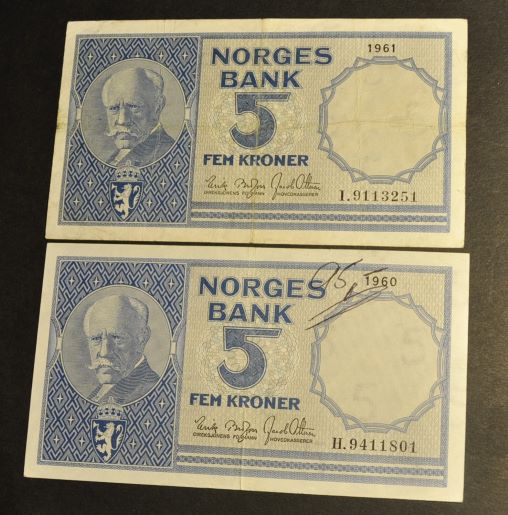 NORGES
BANK
1961
5
FEM KRONER
DIREKSJONENS FORMANN HOVEDKASSERER
I.9113251
NORGES
BANK
1960
5
FEM KRONER
DIREKSJONENS FORMANN HOVEDKASSERER
H.9411801